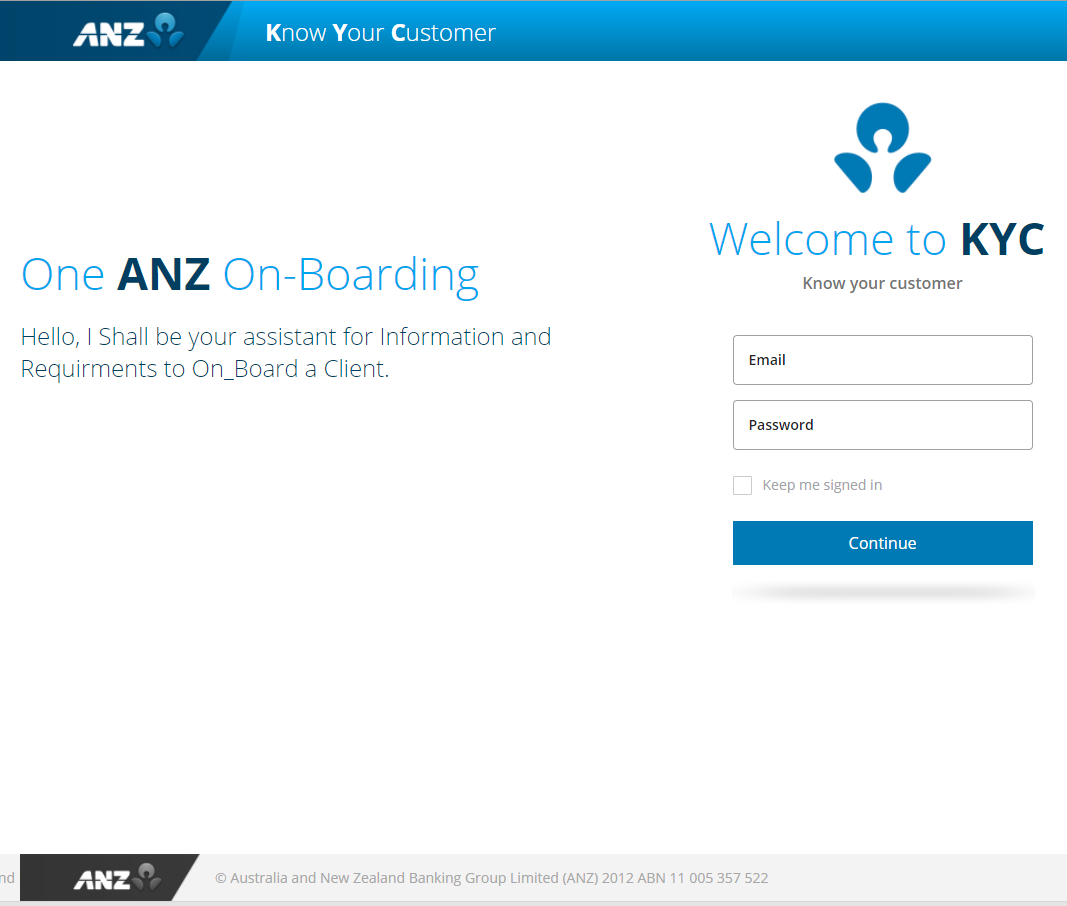 ANZ
Know Your Customer
One ANZ On-Boarding
Hello, I Shall be your assistant for Information and
Requirments to On_Board a Client.
Welcome to KYC
Know your customer
Email
Password
Keep me signed in
Continue
nd
ANZ
© Australia and New Zealand Banking Group Limited (ANZ) 2012 ABN 11 005 357 522